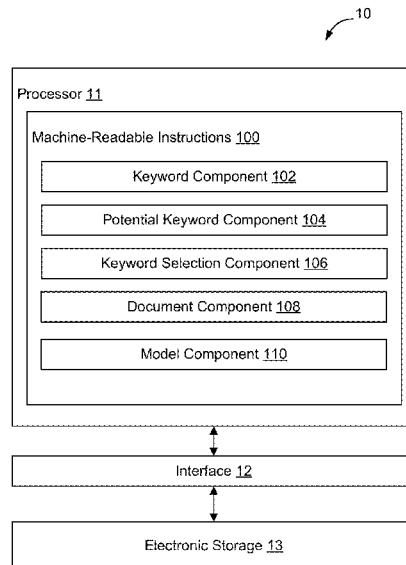 10
Processor 11
Machine-Readable Instructions 100
Keyword Component 102
Potential Keyword Component 104
Keyword Selection Component 106
Document Component 108
Model Component 110
Interface 12
Electronic Storage 13